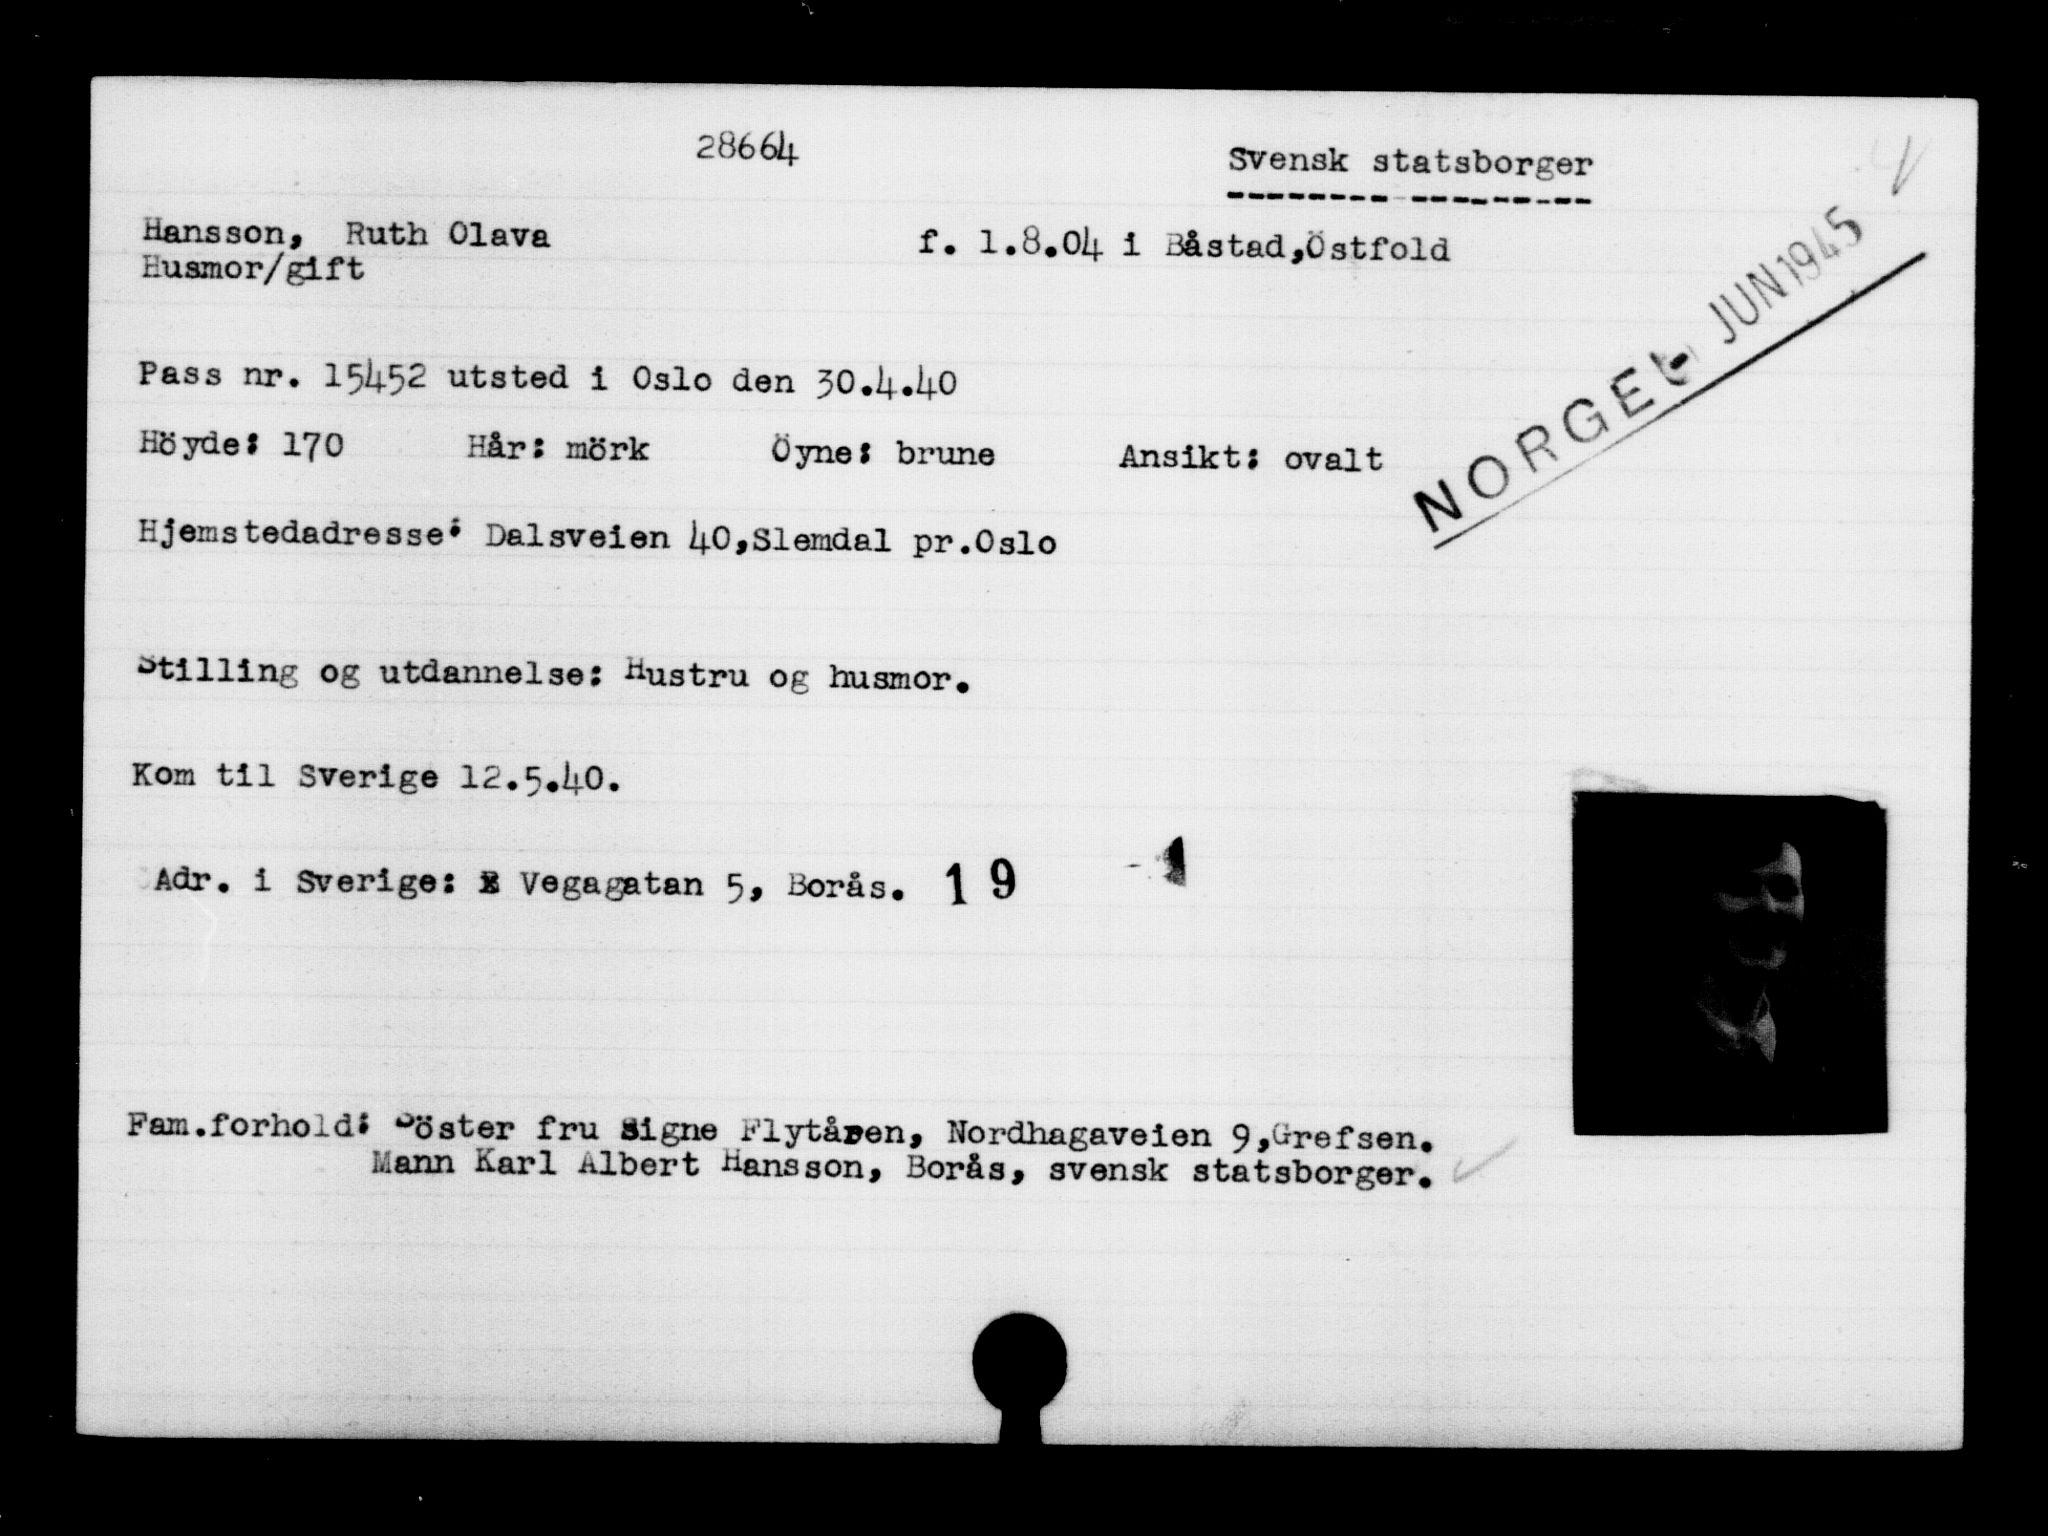 28664
Svensk statsborger
Hansson, Ruth Olava f. 1.8.04 i Båstad,Östfold
Husmor/gift
NORGE JUN 1945
Pass nr. 15452 utsted i Oslo den 30.4.40
Höyde: 170 Hår: mörk Öyne: brune Ansikt: ovalt
Hjemstedadresse: Dalsveien 40,Slemdal pr.Oslo
Stilling og utdannelse: Hustru og husmor.
Kom til Sverige 12.5.40.
Adr. i Sverige: Vegagatan 5, Borås. 19
Fam.forhold: Söster fru Signe Flytåren, Nordhagaveien 9,Grefsen.
Mann Karl Albert Hansson, Borås, svensk statsborger.